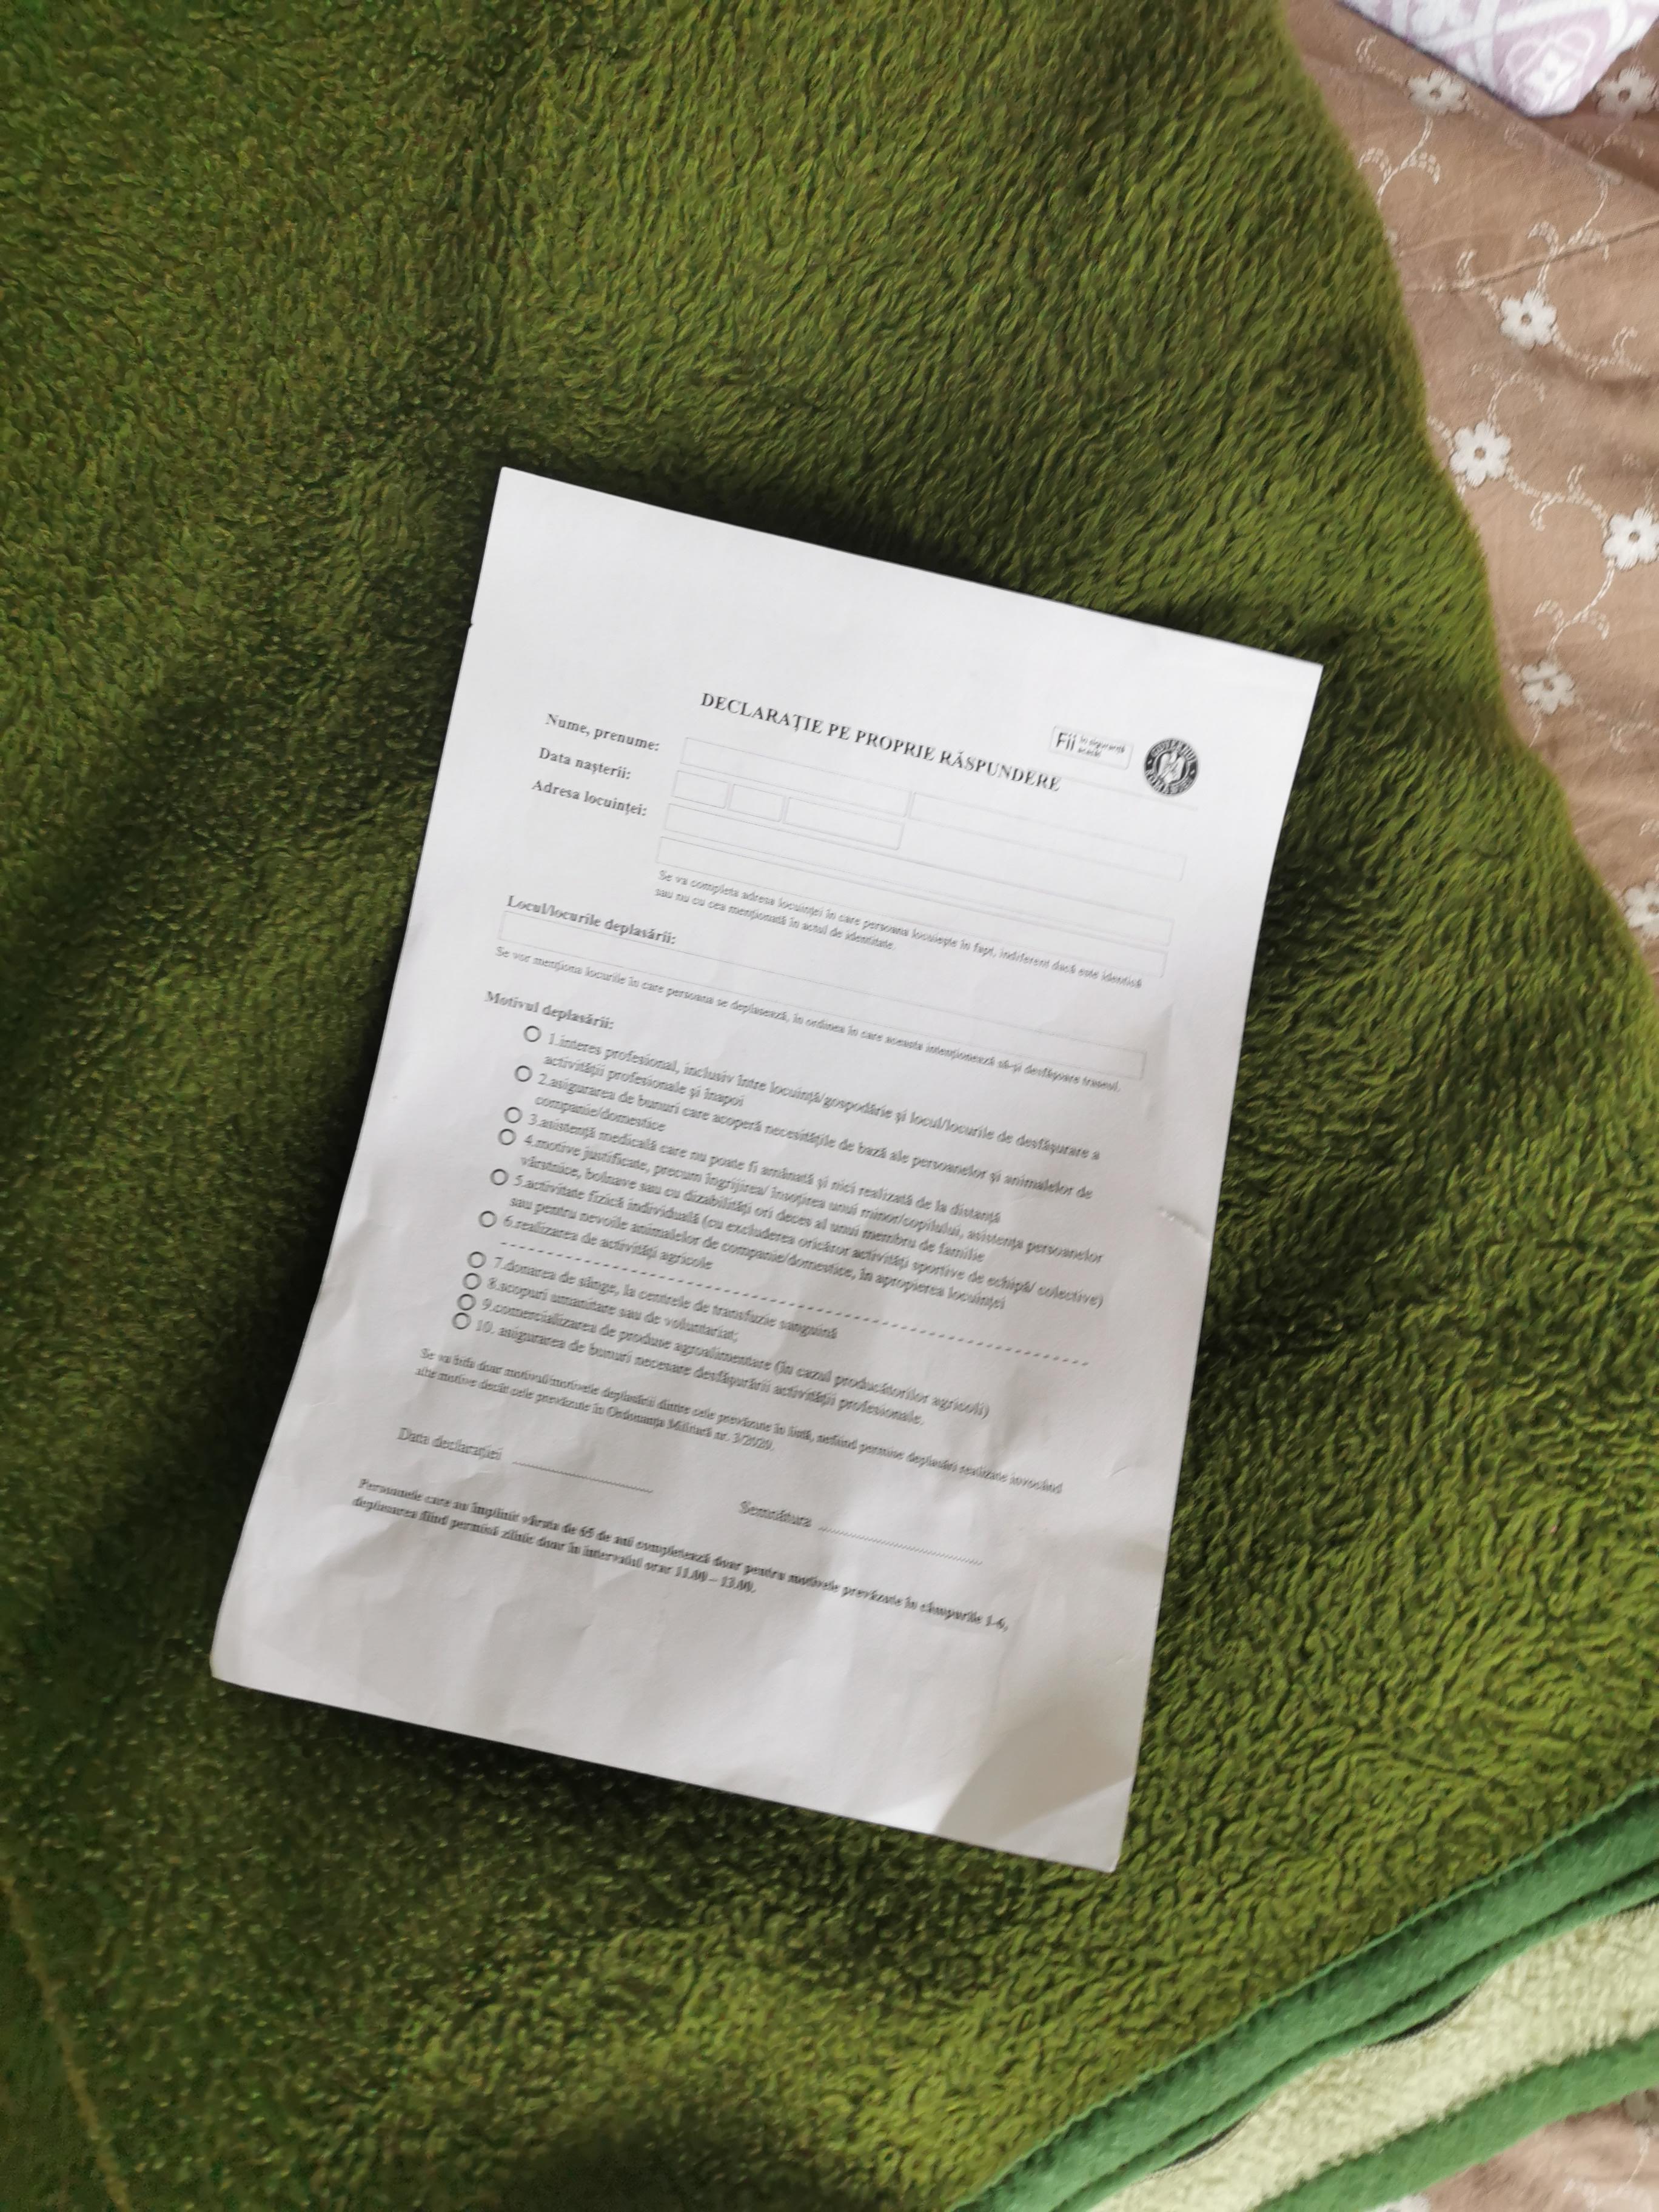 DECLARAȚIE PE PROPRIE RĂSPUNDERE
Fii în siguranță
acasă!
GUVERNUL ROMÂNIEI
Nume, prenume:
Data nașterii:
Adresa locuinței:
Se va completa adresa locuinței în care persoana locuiește în fapt, indiferent dacă este identică
sau nu cu cea menționată în actul de identitate.
Locul/locurile deplasării:
Se vor menționa locurile în care persoana se deplasează, în ordinea în care aceasta intenționează să-și desfășoare traseul.
Motivul deplasării:
1.interes profesional, inclusiv între locuință/gospodărie și locul/locurile de desfășurare a
activității profesionale și înapoi
2.asigurarea de bunuri care acoperă necesitățile de bază ale persoanelor și animalelor de
companie/domestice
3.asistență medicală care nu poate fi amânată și nici realizată de la distanță
4.motive justificate, precum îngrijirea/ însoțirea unui minor/copilului, asistența persoanelor
vârstnice, bolnave sau cu dizabilități ori deces al unui membru de familie
5.activitate fizică individuală (cu excluderea oricăror activități sportive de echipă/ colective)
sau pentru nevoile animalelor de companie/domestice, în apropierea locuinței
6.realizarea de activități agricole
7.donarea de sânge, la centrele de transfuzie sanguină
8.scopuri umanitare sau de voluntariat;
9.comercializarea de produse agroalimentare (în cazul producătorilor agricoli)
10. asigurarea de bunuri necesare desfășurării activității profesionale.
Se va bifa doar motivul/motivele deplasării dintre cele prevăzute în listă, nefiind permise deplasări realizate invocând
alte motive decât cele prevăzute în Ordonanța Militară nr. 3/2020.
Data declarației
Semnătura
Persoanele care au împlinit vârsta de 65 de ani completează doar pentru motivele prevăzute în câmpurile 1-6,
deplasarea fiind permisă zilnic doar în intervalul orar 11.00 – 13.00.